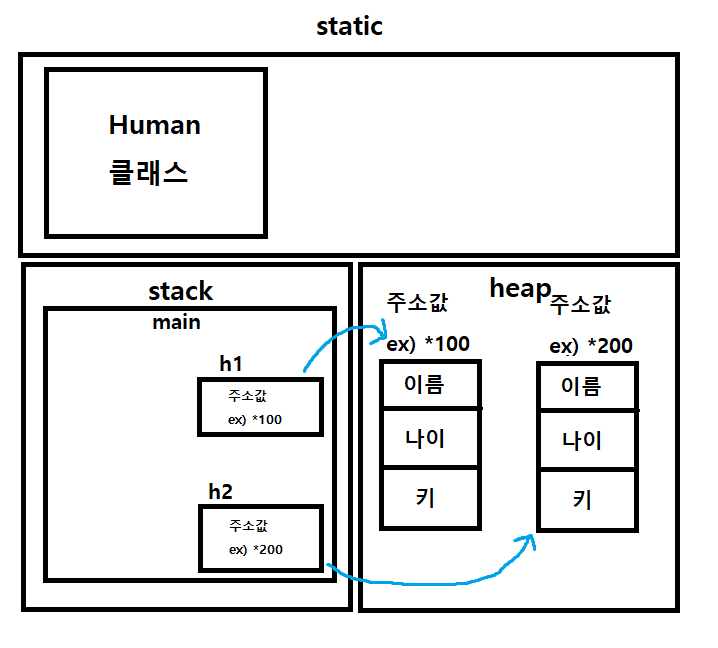 static
Human
클래스
stack
main
h1
주소값
ex) *100
h2
주소값
ex) *200
heap
주소값
ex) *100
이름
나이
키
주소값
ex) *200
이름
나이
키